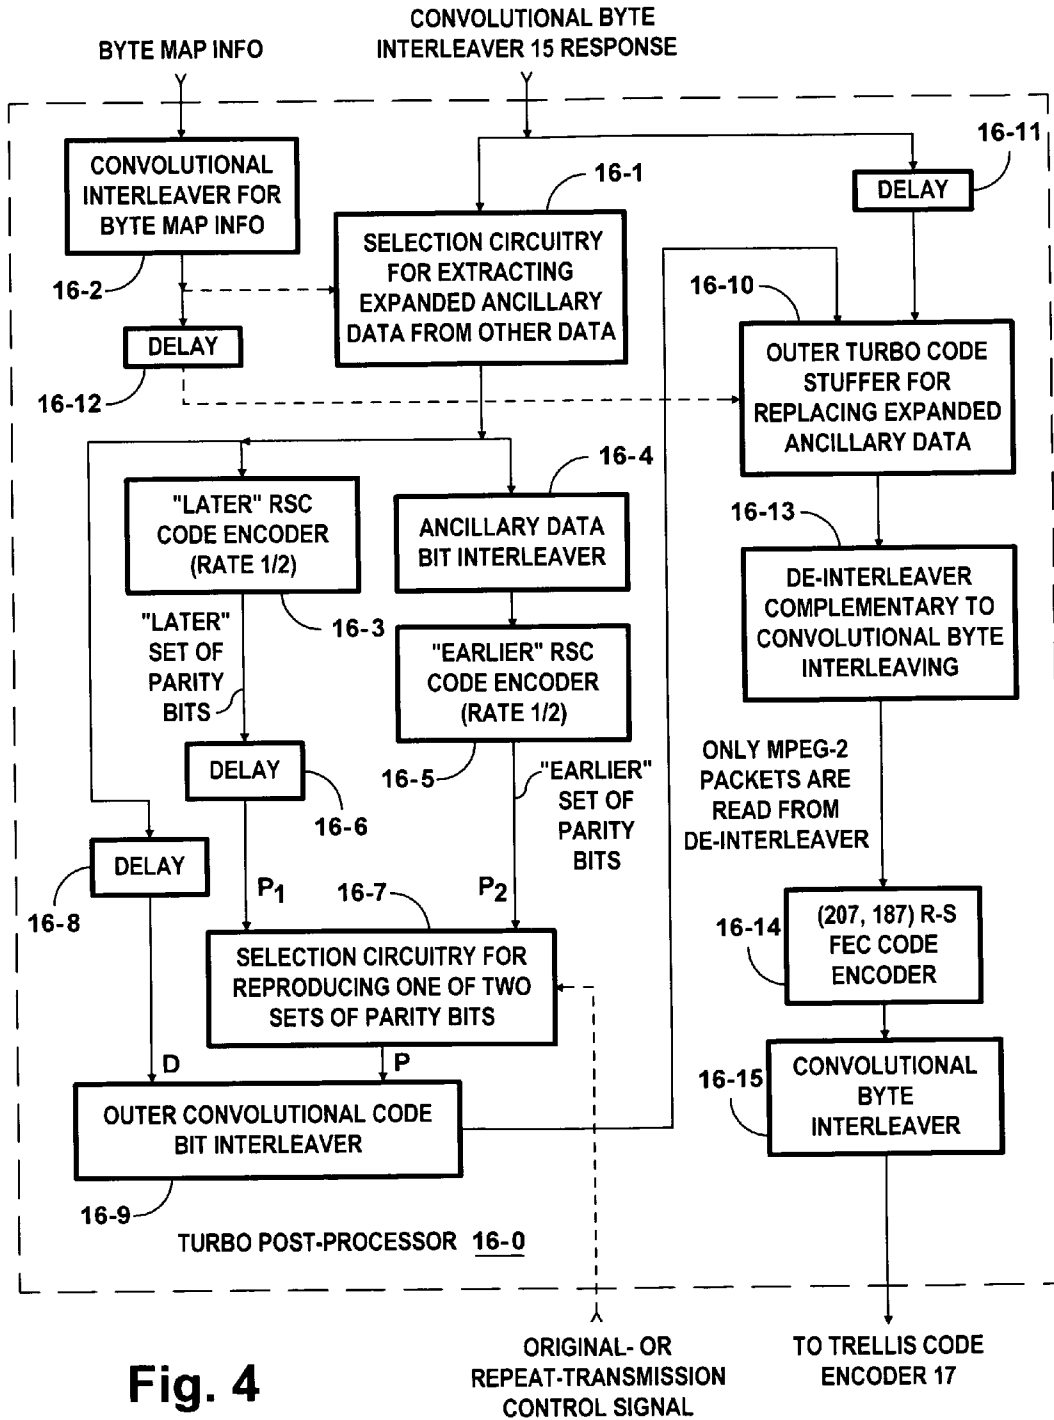 BYTE MAP INFO
CONVOLUTIONAL BYTE
INTERLEAVER 15 RESPONSE
CONVOLUTIONAL
INTERLEAVER FOR
BYTE MAP INFO
16-2
16-1
SELECTION CIRCUITRY
FOR EXTRACTING
EXPANDED ANCILLARY
DATA FROM OTHER DATA
16-11
DELAY
DELAY
16-12
16-10
OUTER TURBO CODE
STUFFER FOR
REPLACING EXPANDED
ANCILLARY DATA
"LATER" RSC
CODE ENCODER
(RATE 1/2)
16-3
16-4
ANCILLARY DATA
BIT INTERLEAVER
16-13
DE-INTERLEAVER
COMPLEMENTARY TO
CONVOLUTIONAL BYTE
INTERLEAVING
"LATER"
SET OF
PARITY
BITS
"EARLIER" RSC
CODE ENCODER
(RATE 1/2)
16-5
DELAY
16-6
"EARLIER"
SET OF
PARITY
BITS
ONLY MPEG-2
PACKETS ARE
READ FROM
DE-INTERLEAVER
DELAY
16-8
P1
16-7
P2
SELECTION CIRCUITRY FOR
REPRODUCING ONE OF TWO
SETS OF PARITY BITS
16-14
(207, 187) R-S
FEC CODE
ENCODER
D
P
OUTER CONVOLUTIONAL CODE
BIT INTERLEAVER
16-9
16-15
CONVOLUTIONAL
BYTE
INTERLEAVER
TURBO POST-PROCESSOR 16-0
ORIGINAL- OR
REPEAT-TRANSMISSION
CONTROL SIGNAL
TO TRELLIS CODE
ENCODER 17
Fig. 4